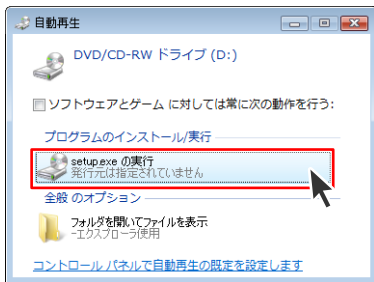 自動再生
DVD/CD-RW ドライブ (D:)
ソフトウェアとゲーム に対しては常に次の動作を行う:
プログラムのインストール/実行
setup.exe の実行
発行元は指定されていません
全般 のオプション
フォルダを開いてファイルを表示
-エクスプローラ使用
コントロール パネルで自動再生の既定を設定します